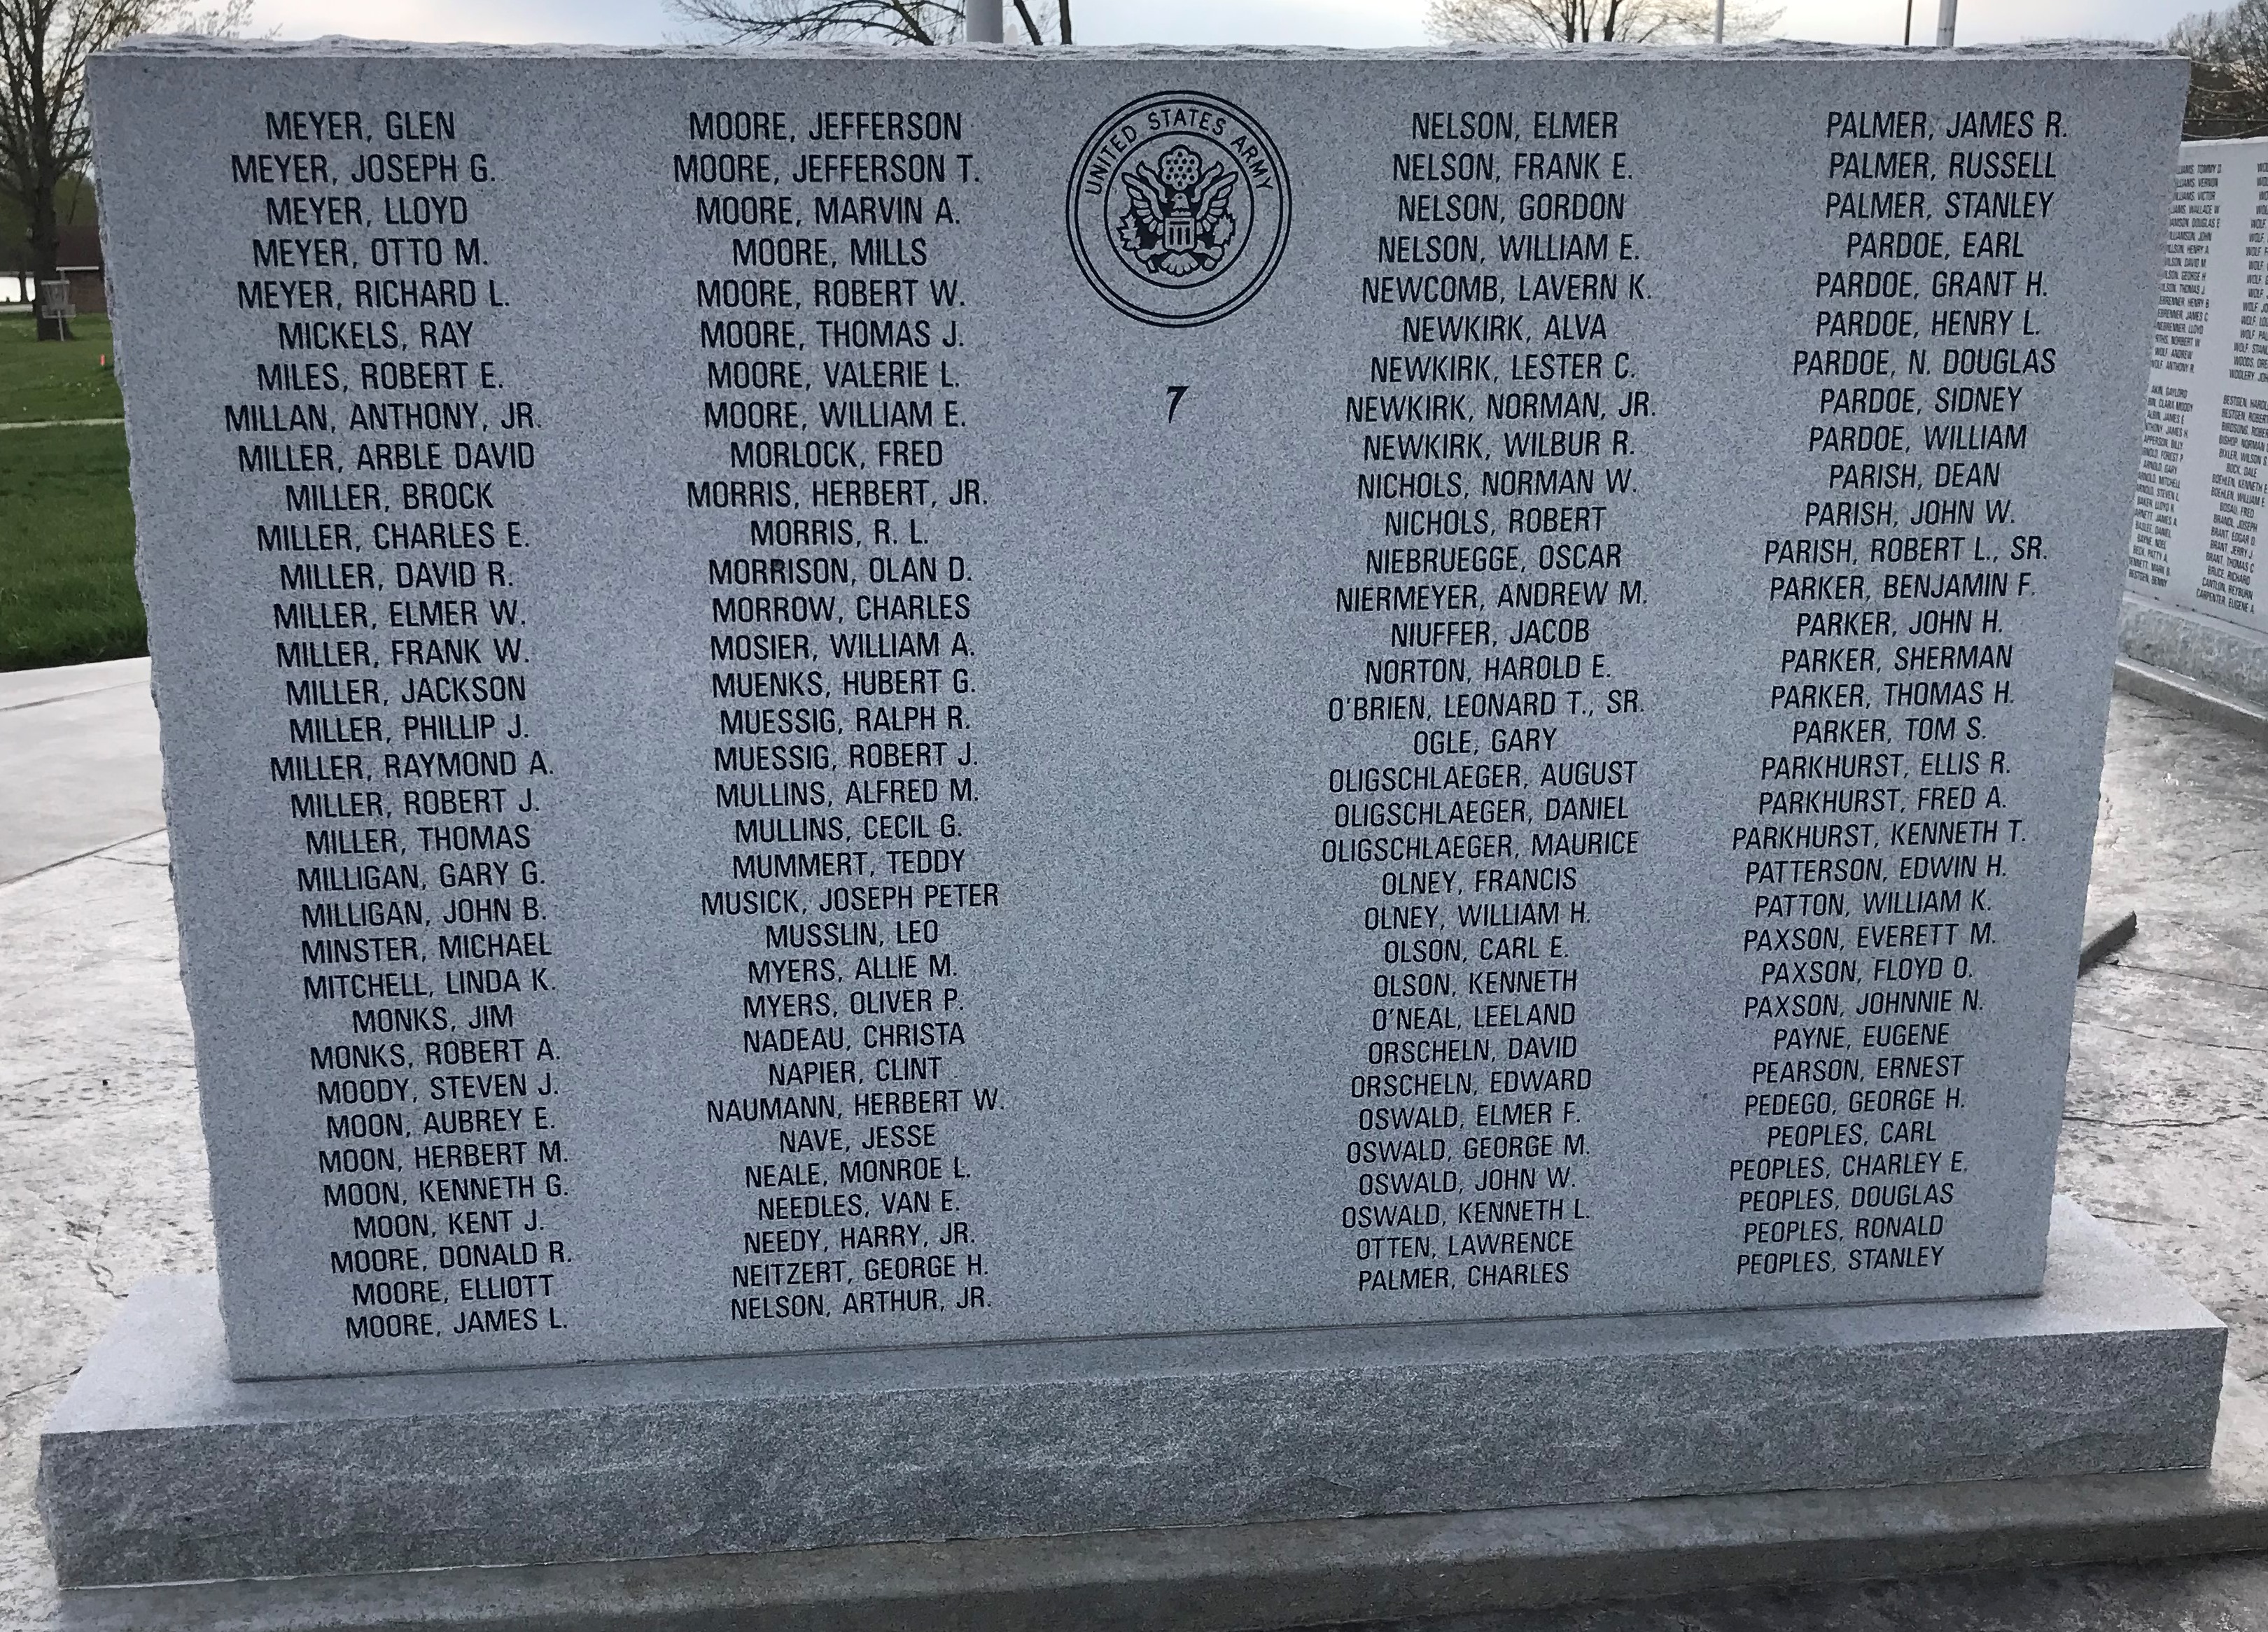 MEYER, GLEN
MEYER, JOSEPH G.
MEYER, LLOYD
MEYER, OTTO M.
MEYER, RICHARD L.
MICKELS, RAY
MILES, ROBERT E.
MILLAN, ANTHONY, JR.
MILLER, ARBLE DAVID
MILLER, BROCK
MILLER, CHARLES E.
MILLER, DAVID R.
MILLER, ELMER W.
MILLER, FRANK W.
MILLER, JACKSON
MILLER, PHILLIP J.
MILLER, RAYMOND A.
MILLER, ROBERT J.
MILLER, THOMAS
MILLIGAN, GARY G.
MILLIGAN, JOHN B.
MINSTER, MICHAEL
MITCHELL, LINDA K.
MONKS, JIM
MONKS, ROBERT A.
MOODY, STEVEN J.
MOON, AUBREY E.
MOON, HERBERT M.
MOON, KENNETH G.
MOON, KENT J.
MOORE, DONALD R.
MOORE, ELLIOTT
MOORE, JAMES L.
MOORE, JEFFERSON
MOORE, JEFFERSON T.
MOORE, MARVIN A.
MOORE, MILLS
MOORE, ROBERT W.
MOORE, THOMAS J.
MOORE, VALERIE L.
MOORE, WILLIAM E.
MORLOCK, FRED
MORRIS, HERBERT, JR.
MORRIS, R. L.
MORRISON, OLAN D.
MORROW, CHARLES
MOSIER, WILLIAM A.
MUENKS, HUBERT G.
MUESSIG, RALPH R.
MUESSIG, ROBERT J.
MULLINS, ALFRED M.
MULLINS, CECIL G.
MUMMERT, TEDDY
MUSICK, JOSEPH PETER
MUSSLIN, LEO
MYERS, ALLIE M.
MYERS, OLIVER P.
NADEAU, CHRISTA
NAPIER, CLINT
NAUMANN, HERBERT W.
NAVE, JESSE
NEALE, MONROE L.
NEEDLES, VAN E.
NEEDY, HARRY, JR.
NEITZERT, GEORGE H.
NELSON, ARTHUR, JR.
UNITED STATES ARMY
7
NELSON, ELMER
NELSON, FRANK E.
NELSON, GORDON
NELSON, WILLIAM E.
NEWCOMB, LAVERN K.
NEWKIRK, ALVA
NEWKIRK, LESTER C.
NEWKIRK, NORMAN, JR.
NEWKIRK, WILBUR R.
NICHOLS, NORMAN W.
NICHOLS, ROBERT
NIEBRUEGGE, OSCAR
NIERMEYER, ANDREW M.
NIUFFER, JACOB
NORTON, HAROLD E.
O'BRIEN, LEONARD T., SR.
OGLE, GARY
OLIGSCHLAEGER, AUGUST
OLIGSCHLAEGER, DANIEL
OLIGSCHLAEGER, MAURICE
OLNEY, FRANCIS
OLNEY, WILLIAM H.
OLSON, CARL E.
OLSON, KENNETH
O'NEAL, LEELAND
ORSCHELN, DAVID
ORSCHELN, EDWARD
OSWALD, ELMER F.
OSWALD, GEORGE M.
OSWALD, JOHN W.
OSWALD, KENNETH L.
OTTEN, LAWRENCE
PALMER, CHARLES
PALMER, JAMES R.
PALMER, RUSSELL
PALMER, STANLEY
PARDOE, EARL
PARDOE, GRANT H.
PARDOE, HENRY L.
PARDOE, N. DOUGLAS
PARDOE, SIDNEY
PARDOE, WILLIAM
PARISH, DEAN
PARISH, JOHN W.
PARISH, ROBERT L., SR.
PARKER, BENJAMIN F.
PARKER, JOHN H.
PARKER, SHERMAN
PARKER, THOMAS H.
PARKER, TOM S.
PARKHURST, ELLIS R.
PARKHURST, FRED A.
PARKHURST, KENNETH T.
PATTERSON, EDWIN H.
PATTON, WILLIAM K.
PAXSON, EVERETT M.
PAXSON, FLOYD O.
PAXSON, JOHNNIE N.
PAYNE, EUGENE
PEARSON, ERNEST
PEDEGO, GEORGE H.
PEOPLES, CARL
PEOPLES, CHARLEY E.
PEOPLES, DOUGLAS
PEOPLES, RONALD
PEOPLES, STANLEY